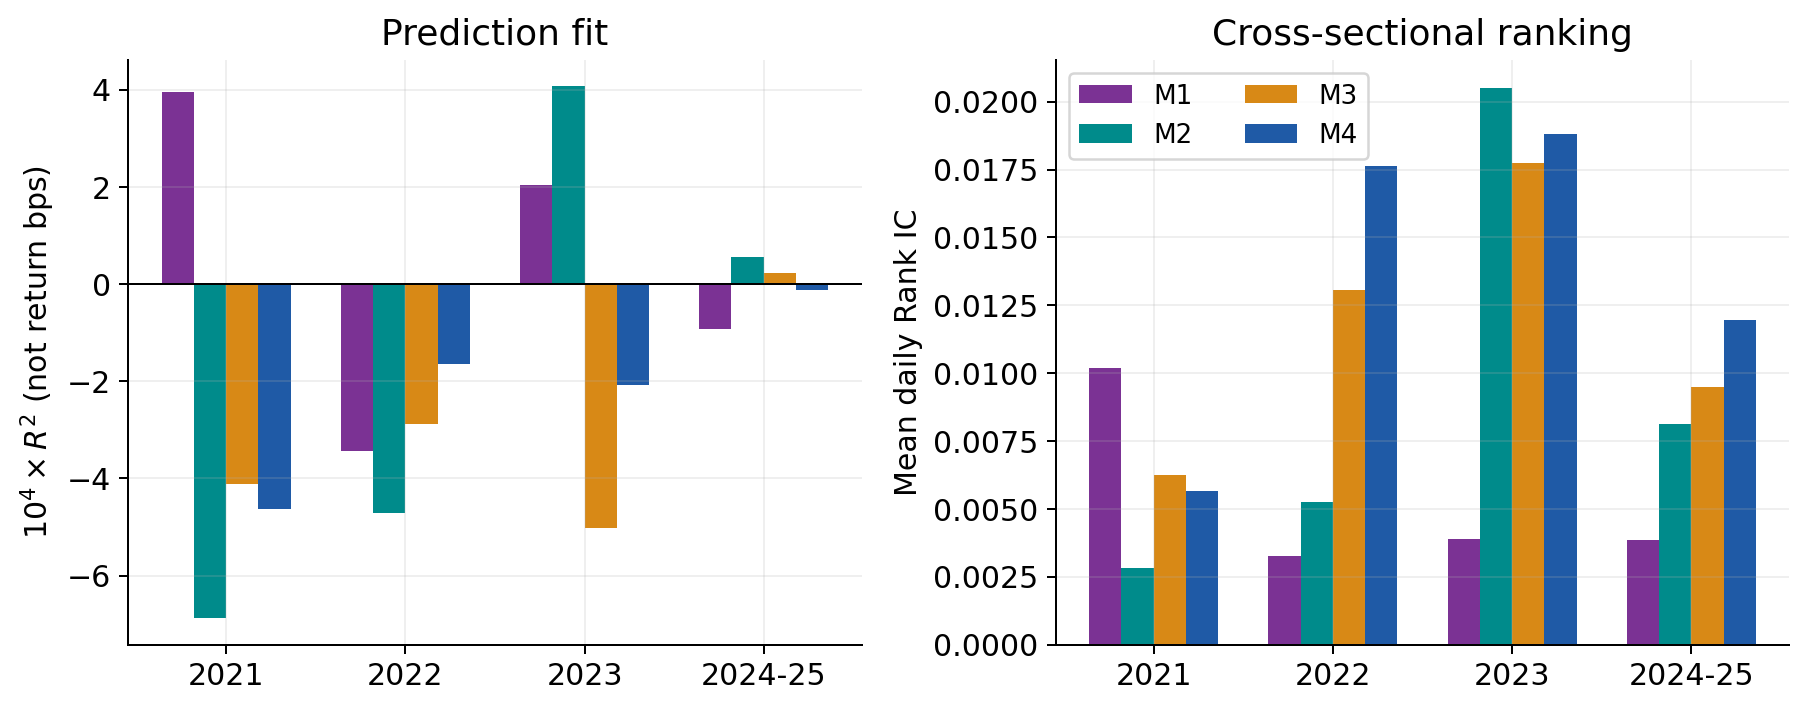 Prediction fit
10⁴ × R² (not return bps)
4
2
0
−2
−4
−6
2021 2022 2023 2024-25
Cross-sectional ranking
Mean daily Rank IC
M1 M3
M2 M4
0.0200
0.0175
0.0150
0.0125
0.0100
0.0075
0.0050
0.0025
0.0000
2021 2022 2023 2024-25